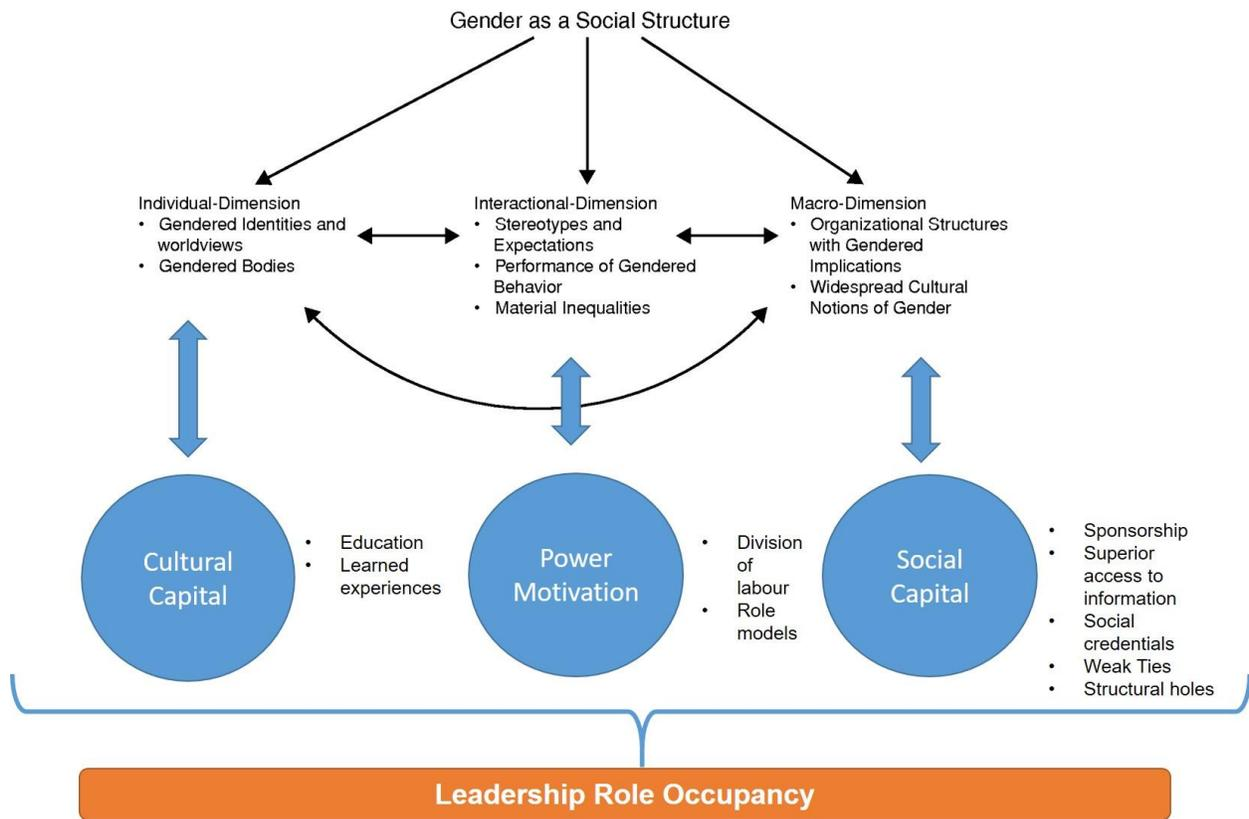 Gender as a Social Structure
Individual-Dimension
• Gendered Identities and
worldviews
• Gendered Bodies
Interactional-Dimension
• Stereotypes and
Expectations
• Performance of Gendered
Behavior
• Material Inequalities
Macro-Dimension
• Organizational Structures
with Gendered
Implications
• Widespread Cultural
Notions of Gender
Cultural
Capital
• Education
• Learned
experiences
Power
Motivation
• Division
of
labour
• Role
models
Social
Capital
• Sponsorship
• Superior
access to
information
• Social
credentials
• Weak Ties
• Structural holes
Leadership Role Occupancy